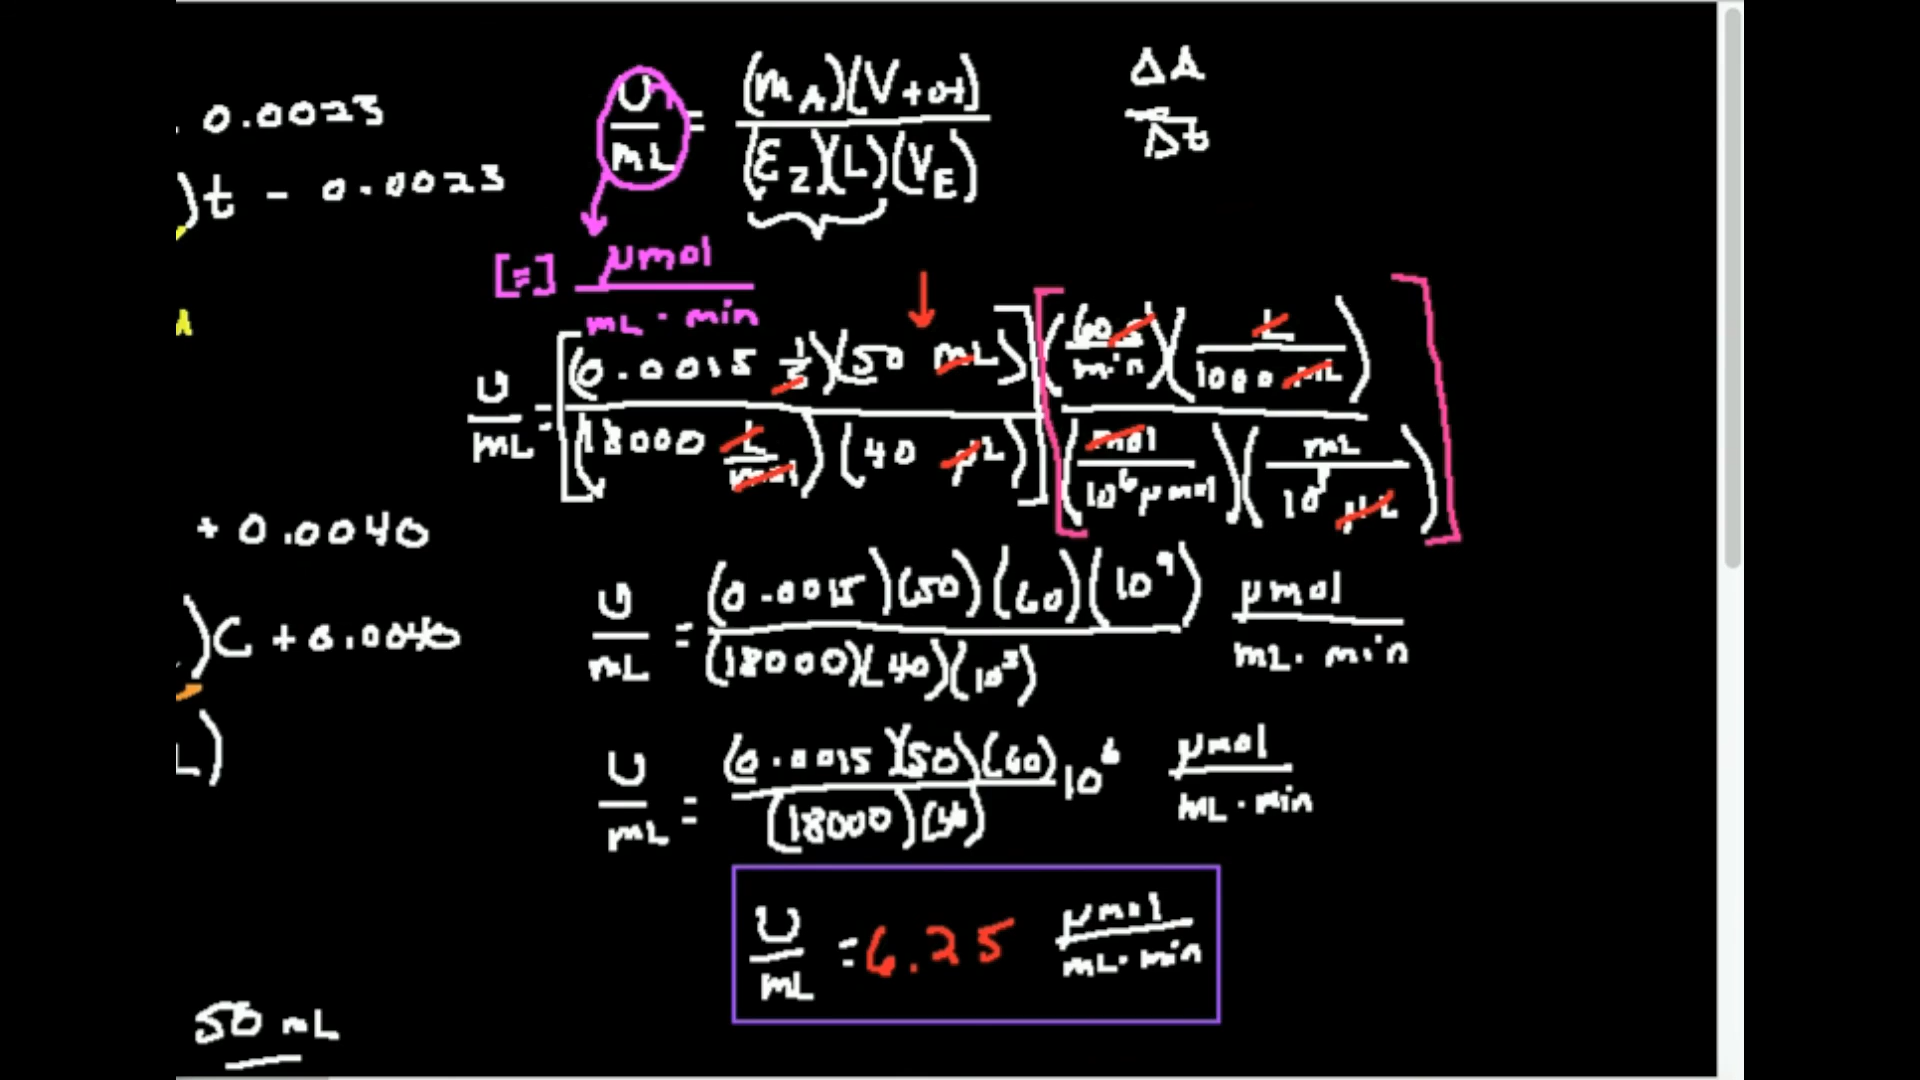 . 0.0023
)t - 0.0023
U/mL = (m_A)(V_tot) / (ε_2)(L)(V_E)
ΔA/Δt
[=] μmol / mL · min
U/mL = [(0.0015 1/s)(50 mL) / (18000 L/mol)(40 μL)] [(60 s/min)(L/1000 mL) / (mol/10^6 μmol)(mL/10^3 μL)]
+ 0.0040
)C + 0.0040
U/mL = (0.0015)(50)(60)(10^9) / (18000)(40)(10^3) μmol / mL · min
L)
U/mL = (0.0015)(50)(60) / (18000)(40) 10^6 μmol / mL · min
U/mL = 6.25 μmol / mL · min
50 mL